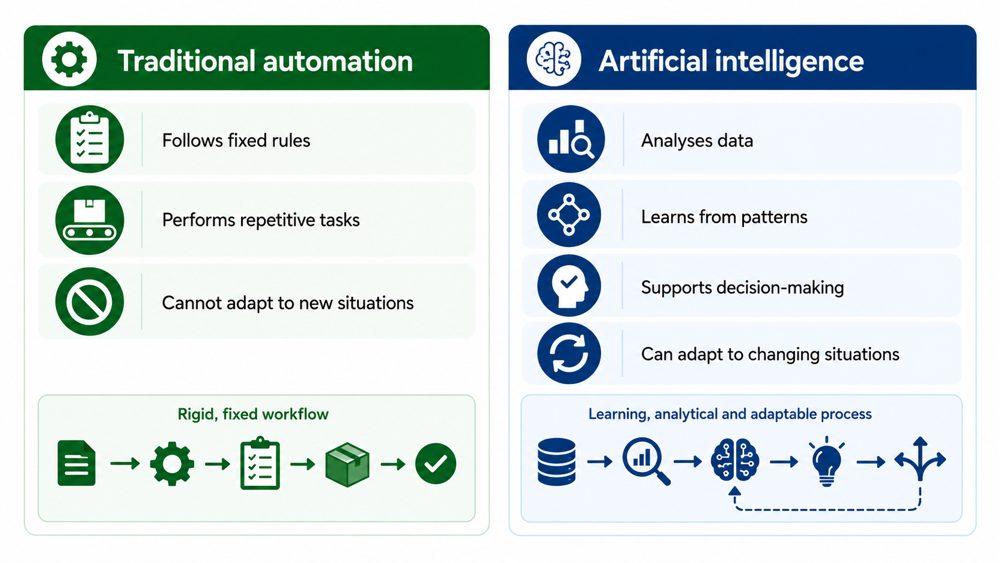 Traditional automation
Follows fixed rules
Performs repetitive tasks
Cannot adapt to new situations
Rigid, fixed workflow
Artificial intelligence
Analyses data
Learns from patterns
Supports decision-making
Can adapt to changing situations
Learning, analytical and adaptable process